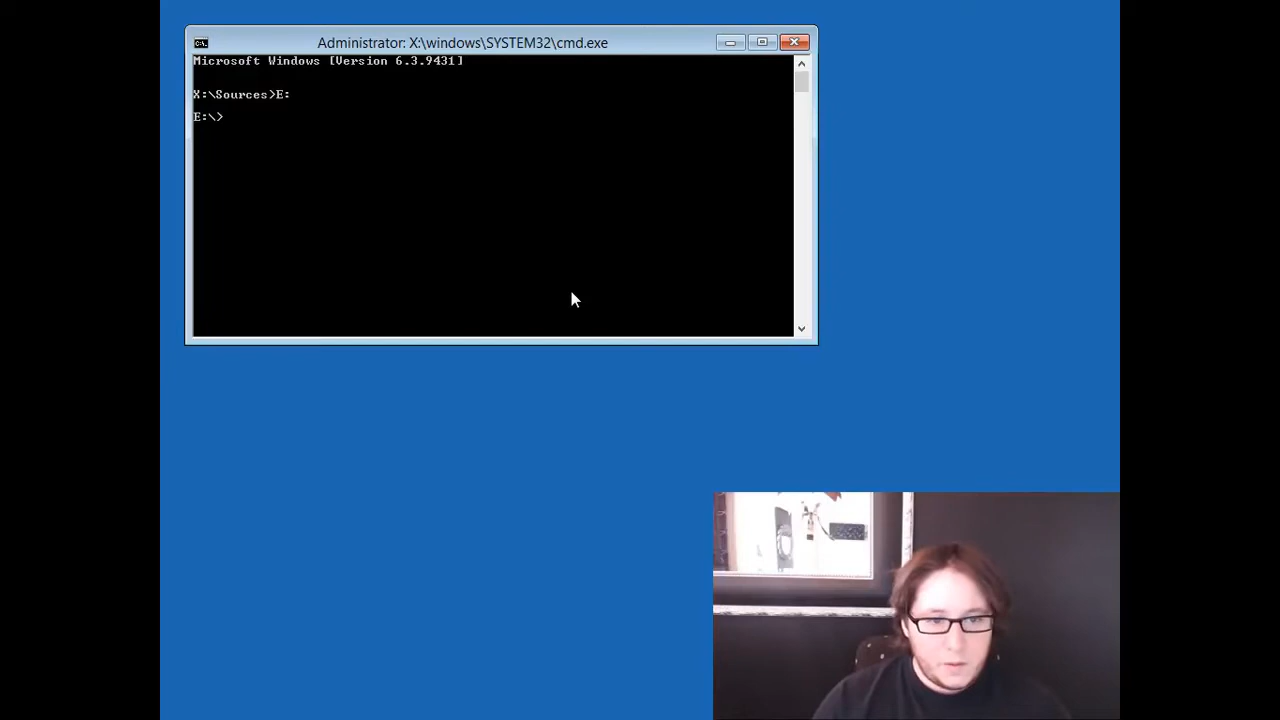 Administrator: X:\windows\SYSTEM32\cmd.exe
Microsoft Windows [Version 6.3.9431]
X:\Sources>E:
E:\>